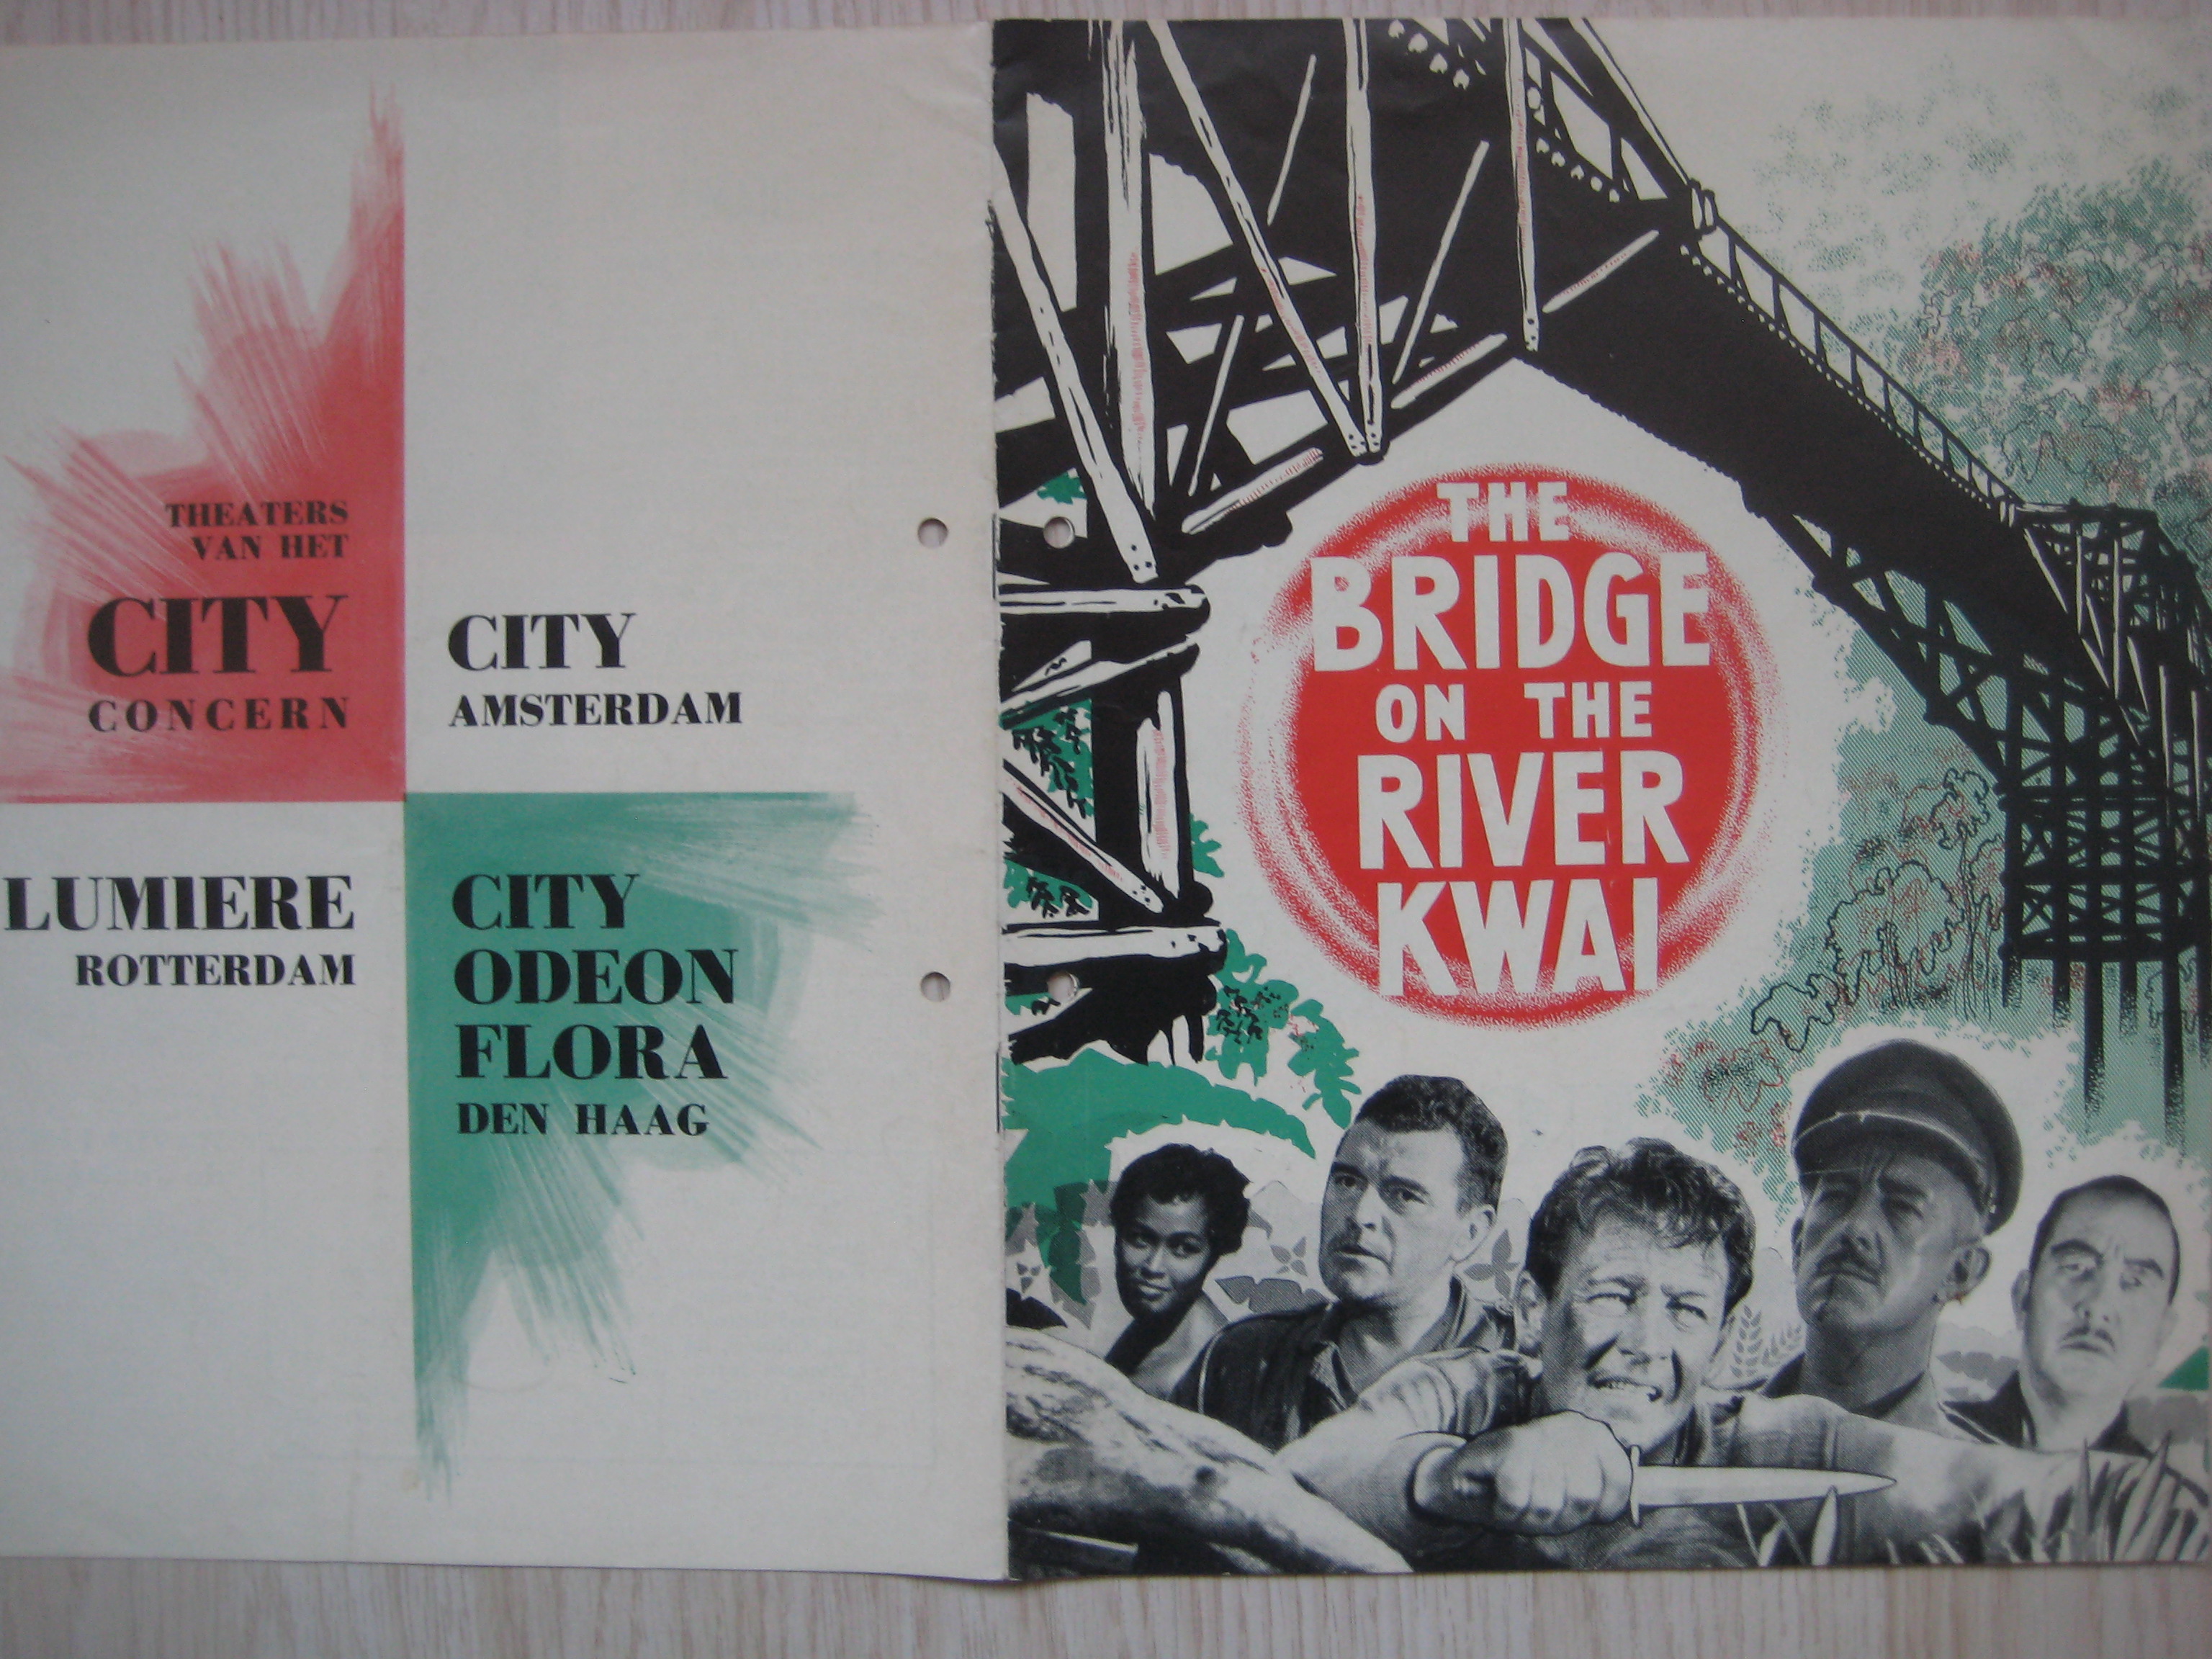 THEATERS
VAN HET
CITY
CONCERN
CITY
AMSTERDAM
LUMIERE
ROTTERDAM
CITY
ODEON
FLORA
DEN HAAG
THE
BRIDGE
ON THE
RIVER
KWAI